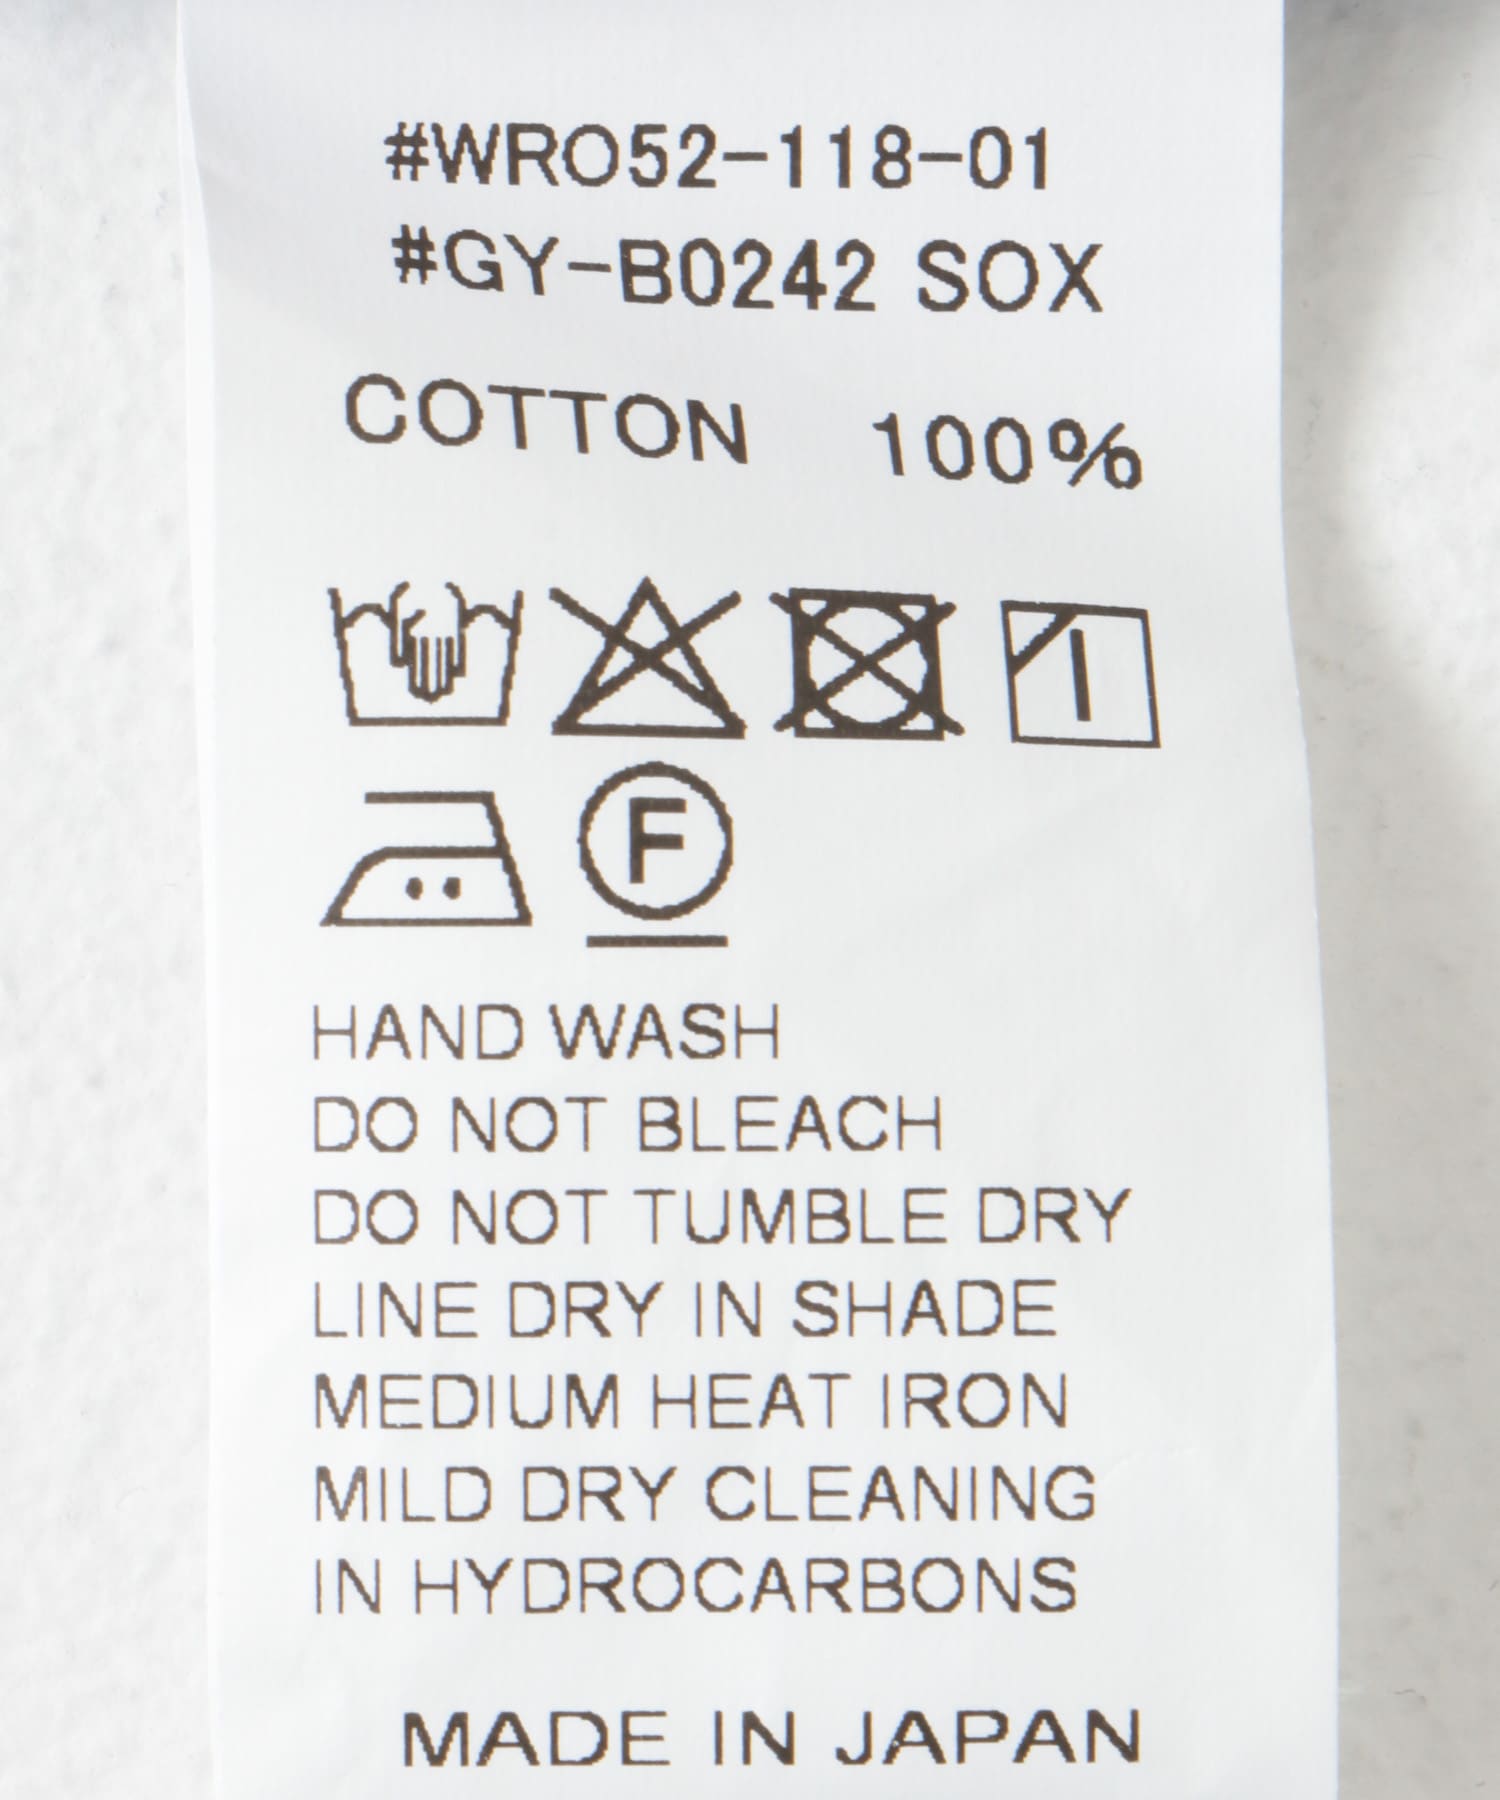 #WRO52-118-01
#GY-B0242 SOX
COTTON 100%
F
HAND WASH
DO NOT BLEACH
DO NOT TUMBLE DRY
LINE DRY IN SHADE
MEDIUM HEAT IRON
MILD DRY CLEANING
IN HYDROCARBONS
MADE IN JAPAN